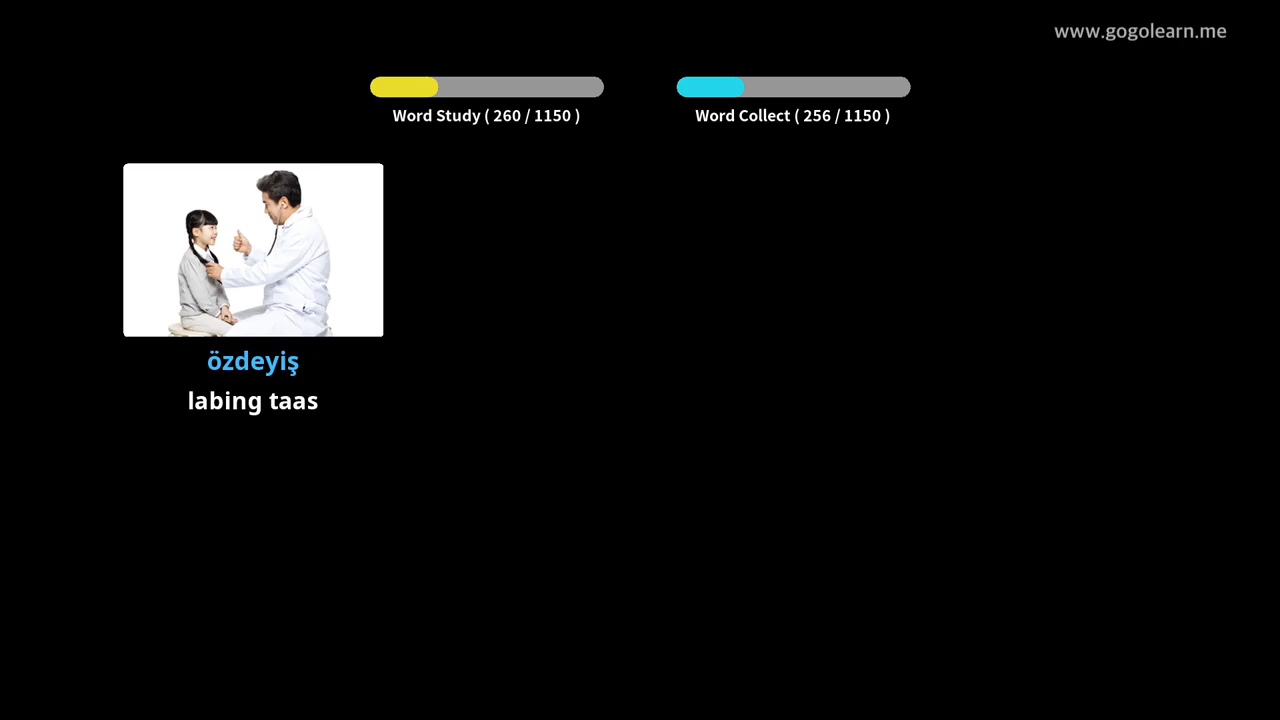 www.gogolearn.me
Word Study ( 260 / 1150 )
Word Collect ( 256 / 1150 )
özdeyiş
labing taas